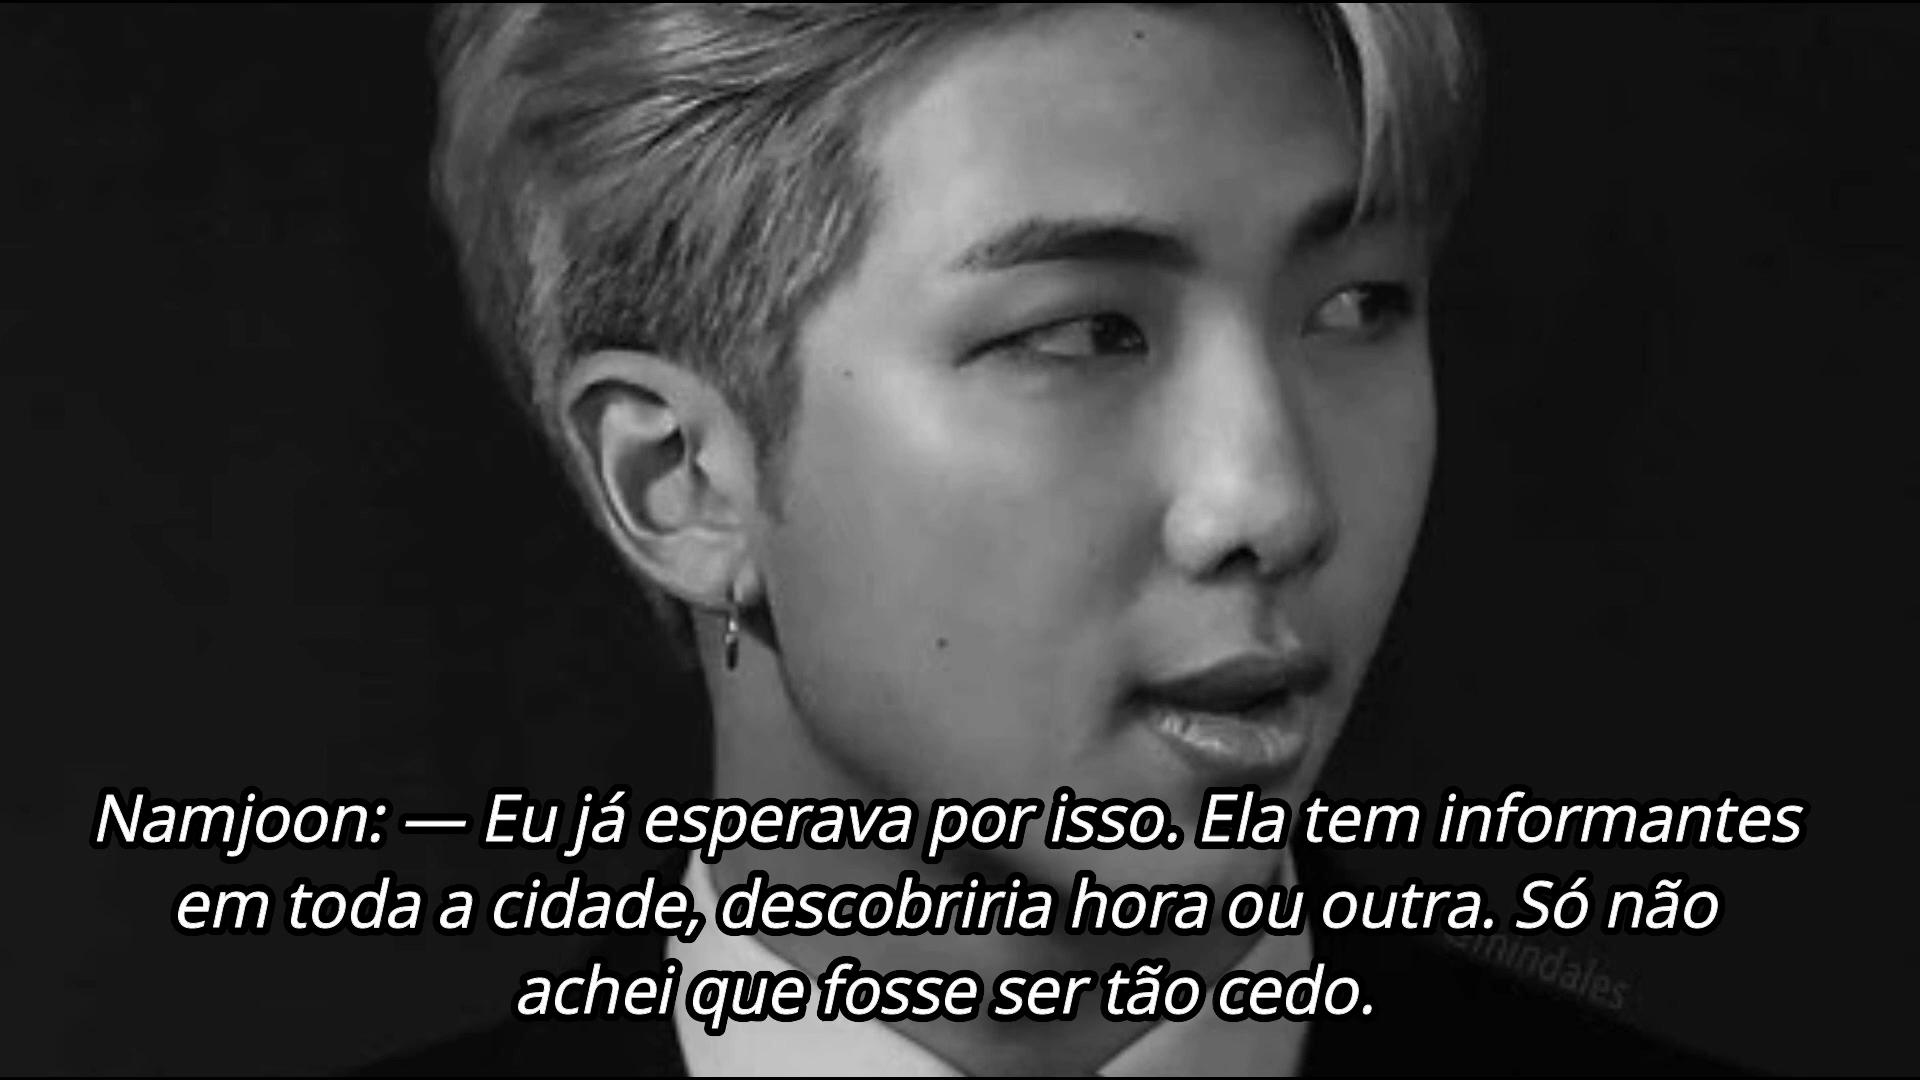 Namjoon: — Eu já esperava por isso. Ela tem informantes
em toda a cidade, descobriria hora ou outra. Só não
achei que fosse ser tão cedo.
mindales